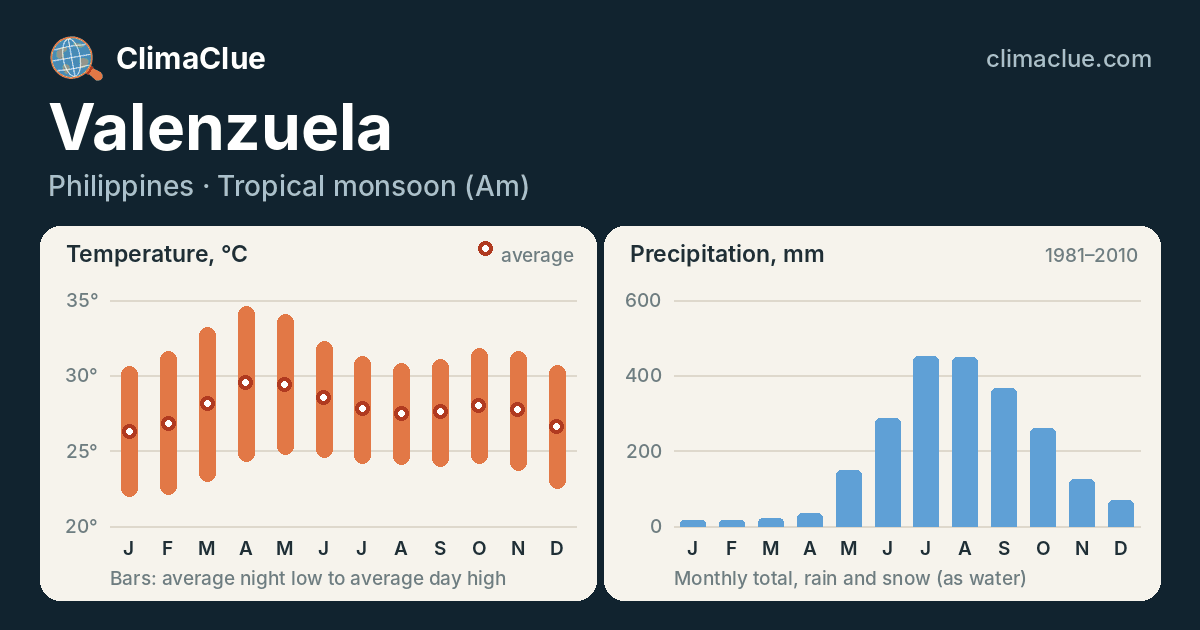 ClimaClue
climaclue.com
Valenzuela
Philippines · Tropical monsoon (Am)
Temperature, °C
average
35°
30°
25°
20°
J F M A M J J A S O N D
Bars: average night low to average day high
Precipitation, mm
1981–2010
600
400
200
0
J F M A M J J A S O N D
Monthly total, rain and snow (as water)